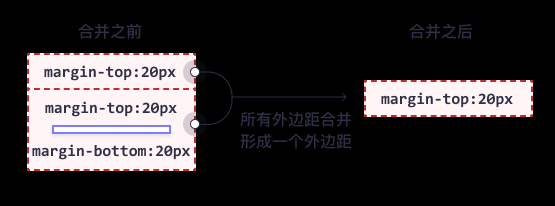 合并之前
margin-top:20px
margin-top:20px
margin-bottom:20px
所有外边距合并
形成一个外边距
合并之后
margin-top:20px